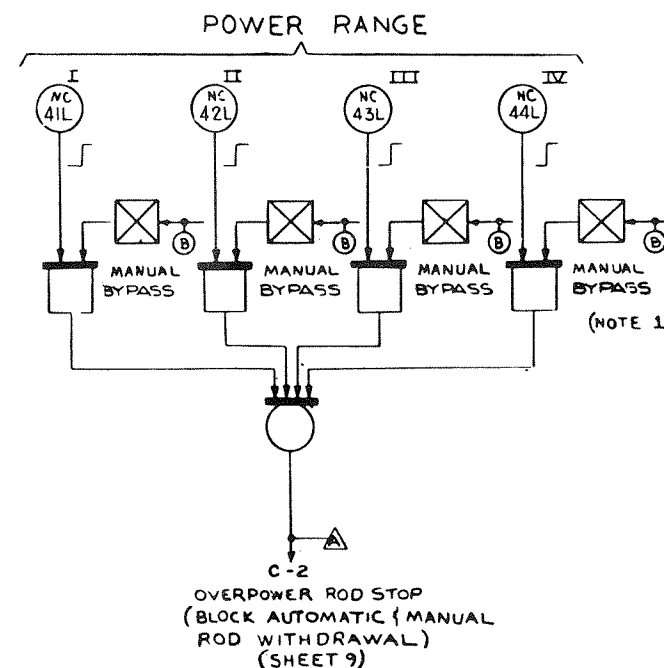 POWER RANGE
I II III IV
NC 41L NC 42L NC 43L NC 44L
B B B B
MANUAL BYPASS MANUAL BYPASS MANUAL BYPASS MANUAL BYPASS
(NOTE 1
A
C-2
OVERPOWER ROD STOP
(BLOCK AUTOMATIC & MANUAL
ROD WITHDRAWAL)
(SHEET 9)